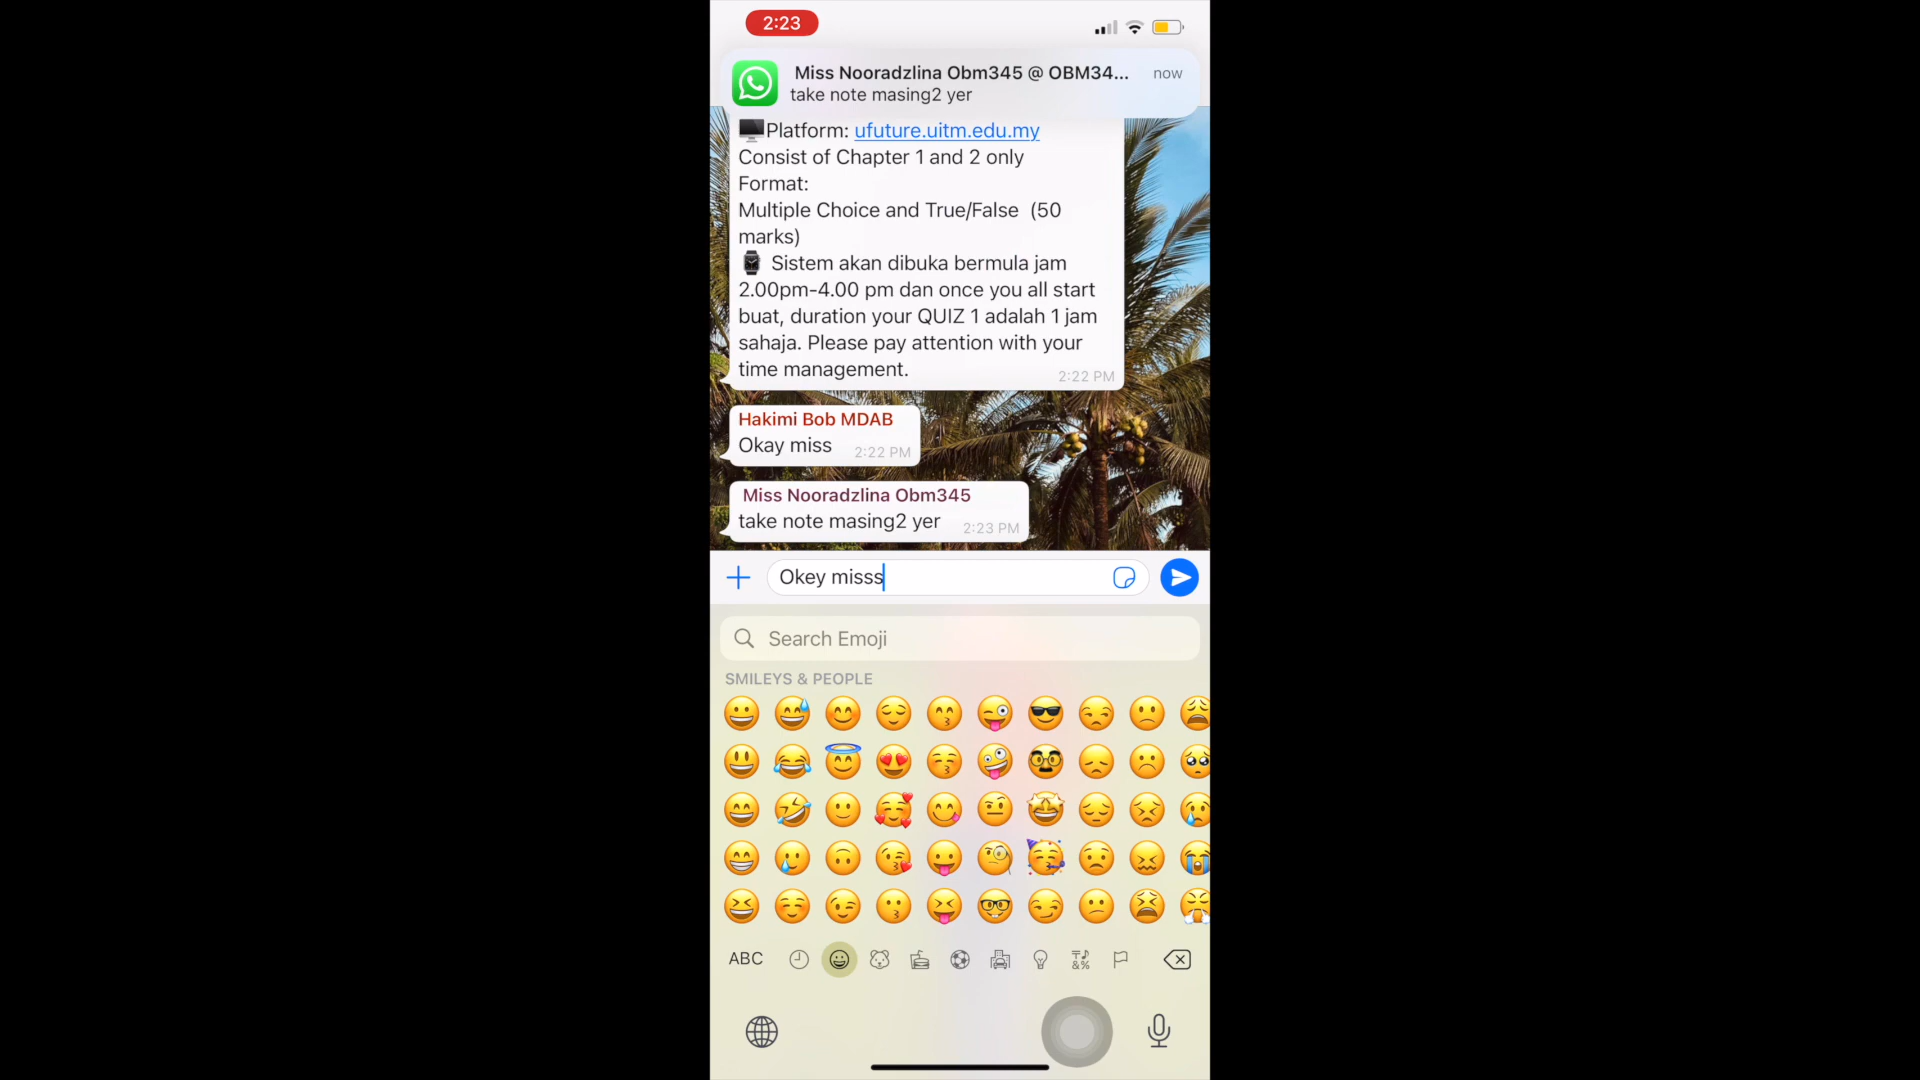 2:23
Miss Nooradzlina Obm345 @ OBM34...
now
take note masing2 yer
Platform: ufuture.uitm.edu.my
Consist of Chapter 1 and 2 only
Format:
Multiple Choice and True/False (50
marks)
Sistem akan dibuka bermula jam
2.00pm-4.00 pm dan once you all start
buat, duration your QUIZ 1 adalah 1 jam
sahaja. Please pay attention with your
time management.
2:22 PM
Hakimi Bob MDAB
Okay miss
2:22 PM
Miss Nooradzlina Obm345
take note masing2 yer
2:23 PM
Okey misss
Search Emoji
SMILEYS & PEOPLE
ABC